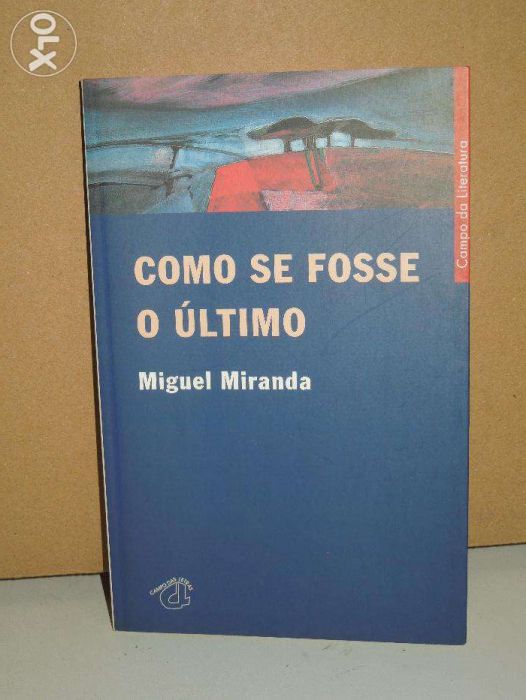 OLX
Campo da Literatura
COMO SE FOSSE
O ÚLTIMO
Miguel Miranda
CAMPO DAS LETRAS